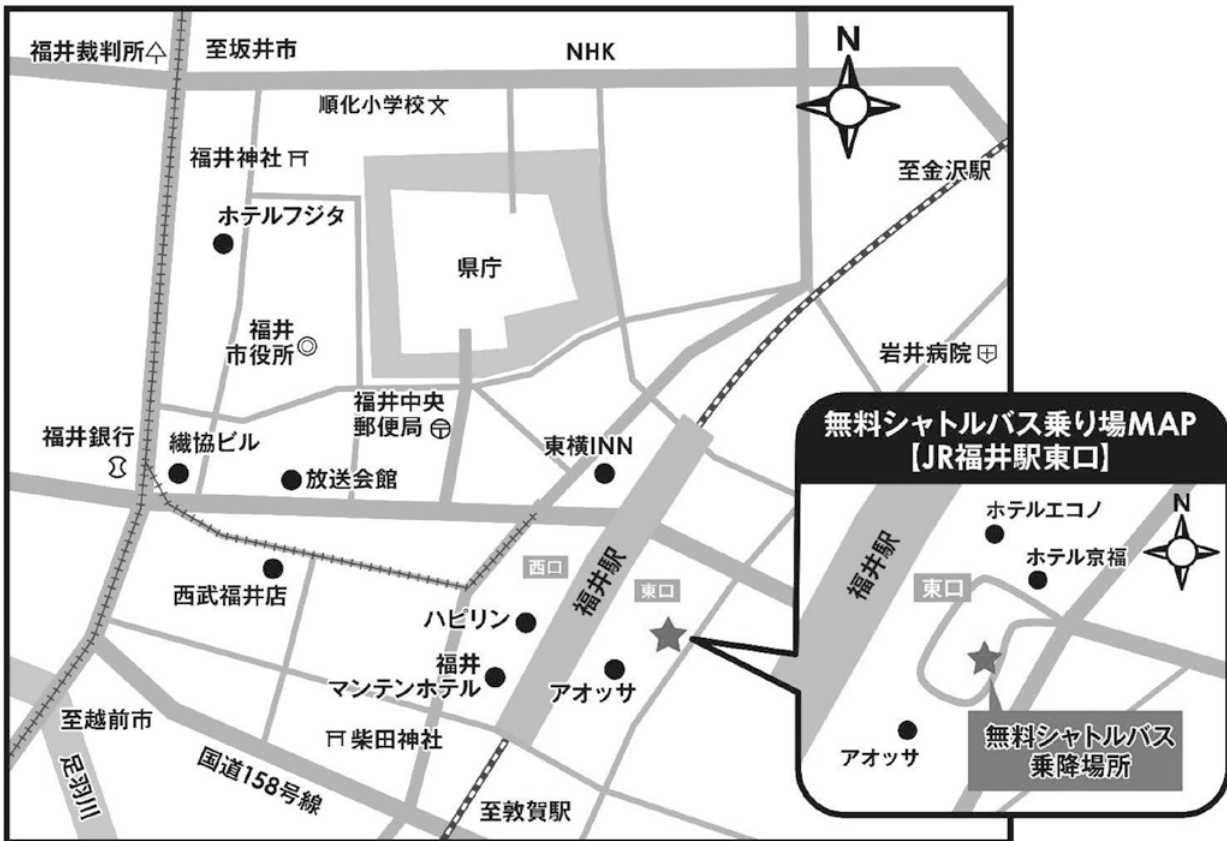 福井裁判所
至坂井市
NHK
N
順化小学校
福井神社
至金沢駅
ホテルフジタ
県庁
福井
市役所
岩井病院
福井中央
郵便局
福井銀行
繊協ビル
放送会館
東横INN
西口
福井駅
東口
西武福井店
ハピリン
福井
マンテンホテル
アオッサ
至越前市
柴田神社
足羽川
国道158号線
至敦賀駅
無料シャトルバス乗り場MAP
【JR福井駅東口】
N
ホテルエコノ
ホテル京福
福井駅
東口
アオッサ
無料シャトルバス
乗降場所